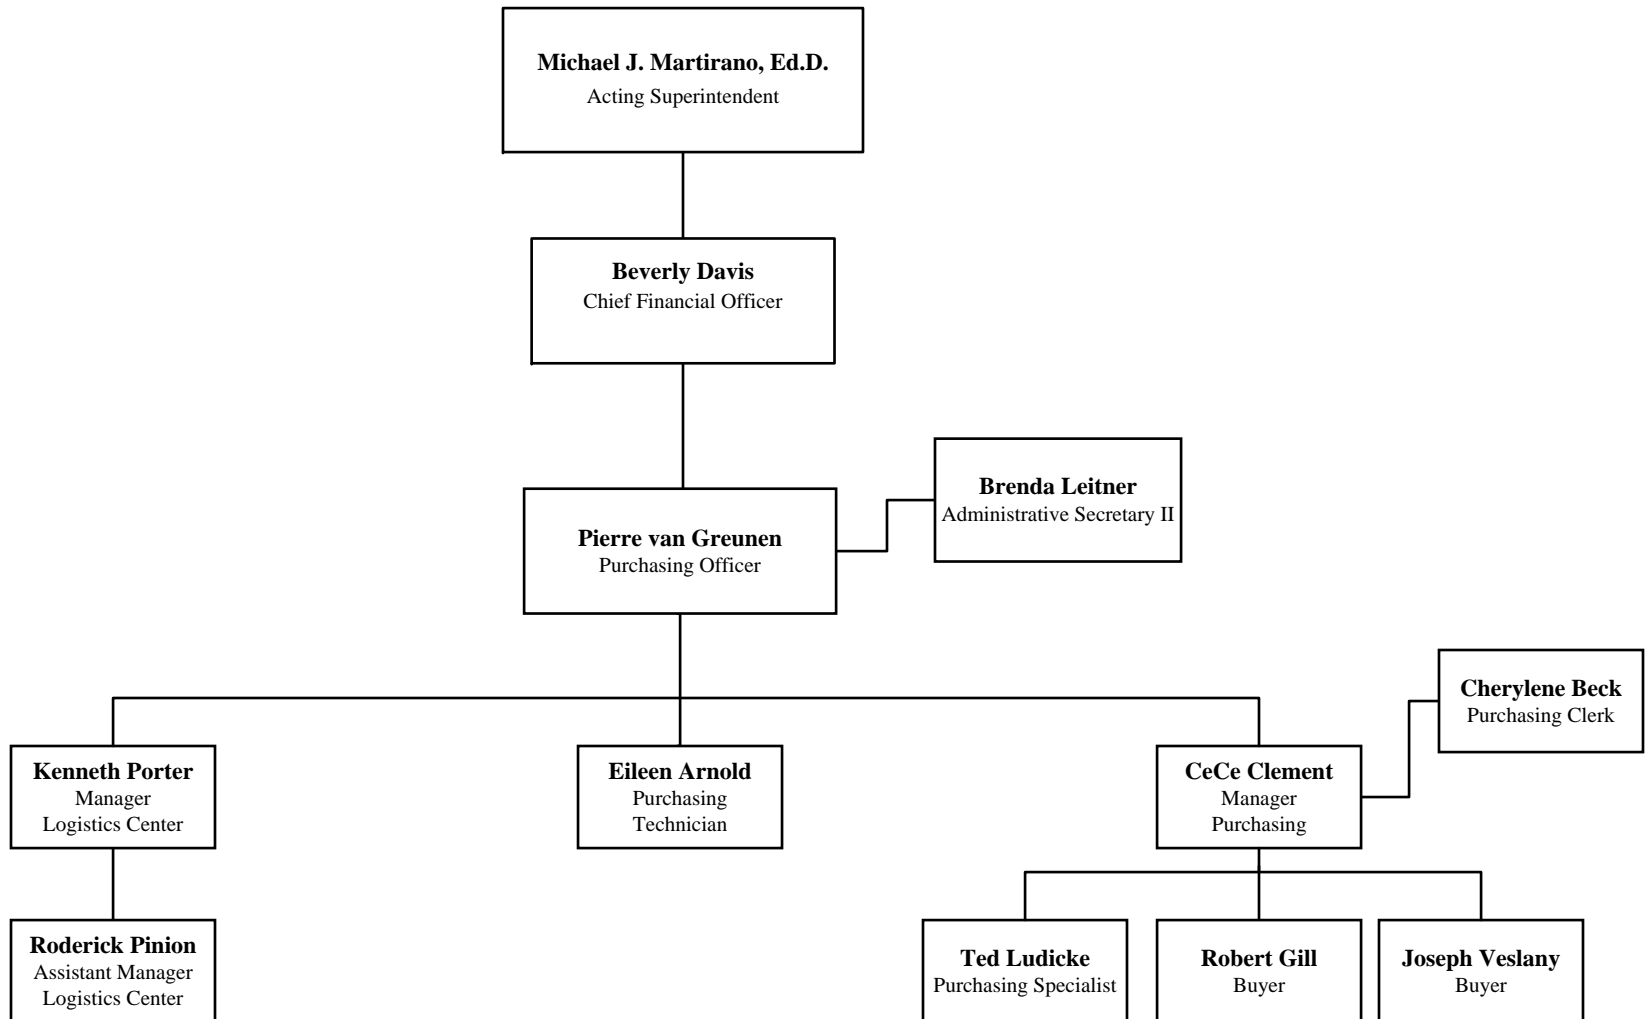 Michael J. Martirano, Ed.D.
Acting Superintendent
Beverly Davis
Chief Financial Officer
Brenda Leitner
Administrative Secretary II
Pierre van Greunen
Purchasing Officer
Cherylene Beck
Purchasing Clerk
Kenneth Porter
Manager
Logistics Center
Eileen Arnold
Purchasing
Technician
CeCe Clement
Manager
Purchasing
Roderick Pinion
Assistant Manager
Logistics Center
Ted Ludicke
Purchasing Specialist
Robert Gill
Buyer
Joseph Veslany
Buyer